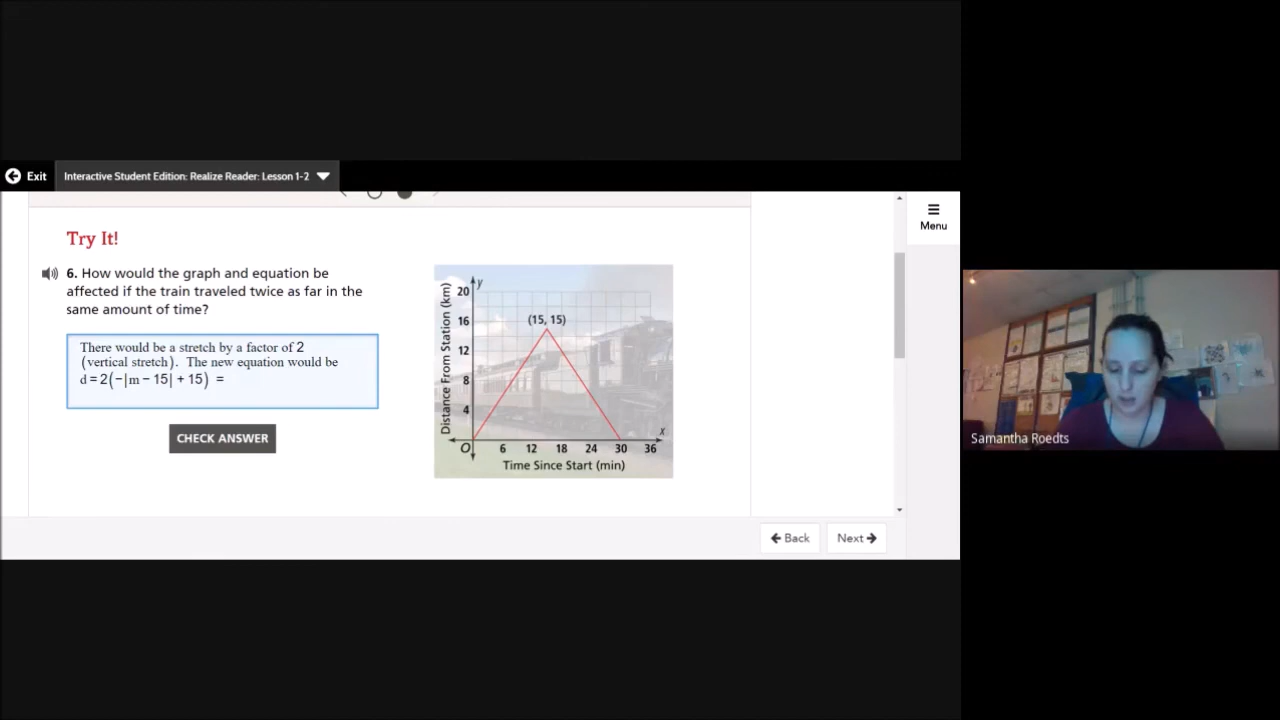 Exit
Interactive Student Edition: Realize Reader: Lesson 1-2
Menu
Try It!
6. How would the graph and equation be
affected if the train traveled twice as far in the
same amount of time?
There would be a stretch by a factor of 2
(vertical stretch). The new equation would be
d = 2(−|m − 15| + 15) =
CHECK ANSWER
Distance From Station (km)
y
20
16
12
8
4
(15, 15)
O
6 12 18 24 30 36
x
Time Since Start (min)
Back
Next
Samantha Roedts